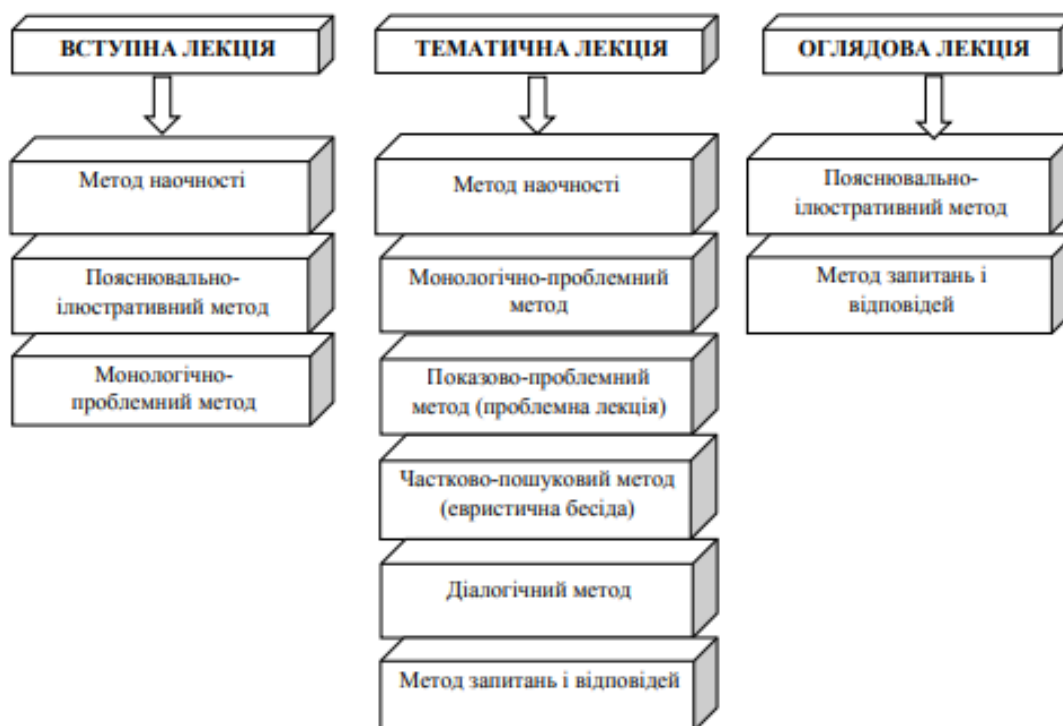 ВСТУПНА ЛЕКЦІЯ
Метод наочності
Пояснювально-
ілюстративний метод
Монологічно-
проблемний метод
ТЕМАТИЧНА ЛЕКЦІЯ
Метод наочності
Монологічно-проблемний
метод
Показово-проблемний
метод (проблемна лекція)
Частково-пошуковий метод
(евристична бесіда)
Діалогічний метод
Метод запитань і відповідей
ОГЛЯДОВА ЛЕКЦІЯ
Пояснювально-
ілюстративний метод
Метод запитань і
відповідей